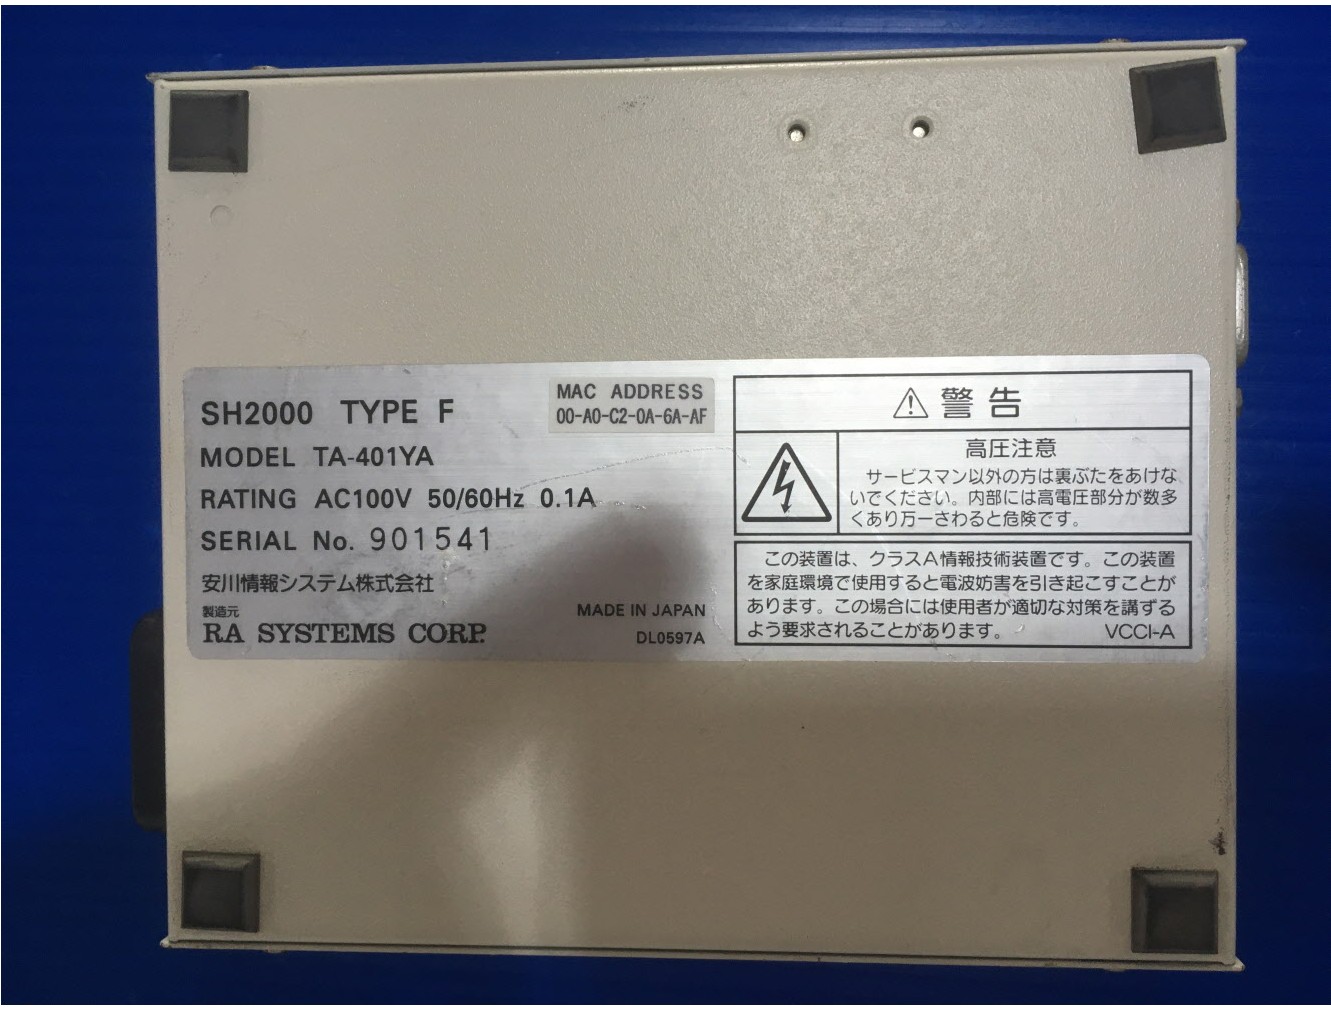 SH2000 TYPE F
MAC ADDRESS
00-A0-C2-0A-6A-AF
MODEL TA-401YA
RATING AC100V 50/60Hz 0.1A
SERIAL No. 901541
安川情報システム株式会社
製造元
RA SYSTEMS CORP.
MADE IN JAPAN
DL0597A
警告
高圧注意
サービスマン以外の方は裏ぶたをあけな
いでください。内部には高電圧部分が数多
くあり万一さわると危険です。
この装置は、クラスA情報技術装置です。この装置
を家庭環境で使用すると電波妨害を引き起こすことが
あります。この場合には使用者が適切な対策を講ずる
よう要求されることがあります。 VCCI-A